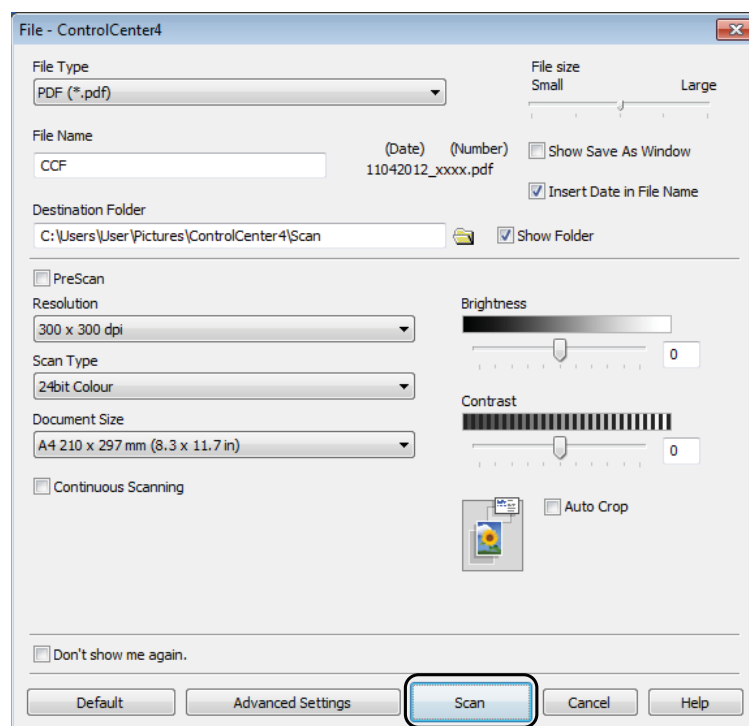 File - ControlCenter4
File Type
PDF (*.pdf)
File size
Small Large
File Name
CCF
(Date) (Number)
11042012_xxxx.pdf
Show Save As Window
Insert Date in File Name
Destination Folder
C:\Users\User\Pictures\ControlCenter4\Scan
Show Folder
PreScan
Resolution
300 x 300 dpi
Scan Type
24bit Colour
Document Size
A4 210 x 297 mm (8.3 x 11.7 in)
Continuous Scanning
Brightness
0
Contrast
0
Auto Crop
Don't show me again.
Default Advanced Settings Scan Cancel Help